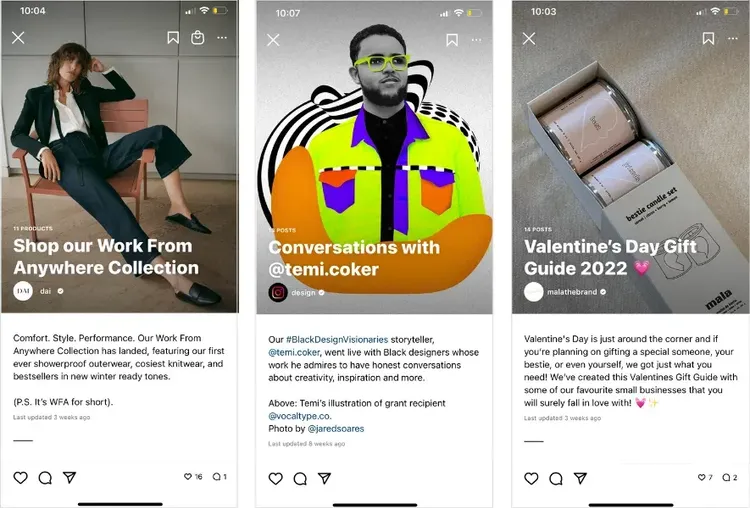 10:04
11 PRODUCTS
Shop our Work From
Anywhere Collection
DAI
dai
Comfort. Style. Performance. Our Work From
Anywhere Collection has landed, featuring our first
ever showerproof outerwear, cosiest knitwear, and
bestsellers in new winter ready tones.
(P.S. It's WFA for short).
Last updated 3 weeks ago
16
1
10:07
POSTS
Conversations with
@temi.coker
design
Our #BlackDesignVisionaries storyteller,
@temi.coker, went live with Black designers whose
work he admires to have honest conversations
about creativity, inspiration and more.
Above: Temi's illustration of grant recipient
@vocaltype.co.
Photo by @jaredsoares
Last updated 8 weeks ago
10:03
bestie candle set
mala
14 POSTS
Valentine's Day Gift
Guide 2022 💗
malathebrand
Valentine's Day is just around the corner and if
you're planning on gifting a special someone, your
bestie, or even yourself, we got just what you
need! We've created this Valentines Gift Guide with
some of our favourite small businesses that you
will surely fall in love with! 💗✨
Last updated 3 weeks ago
7
2